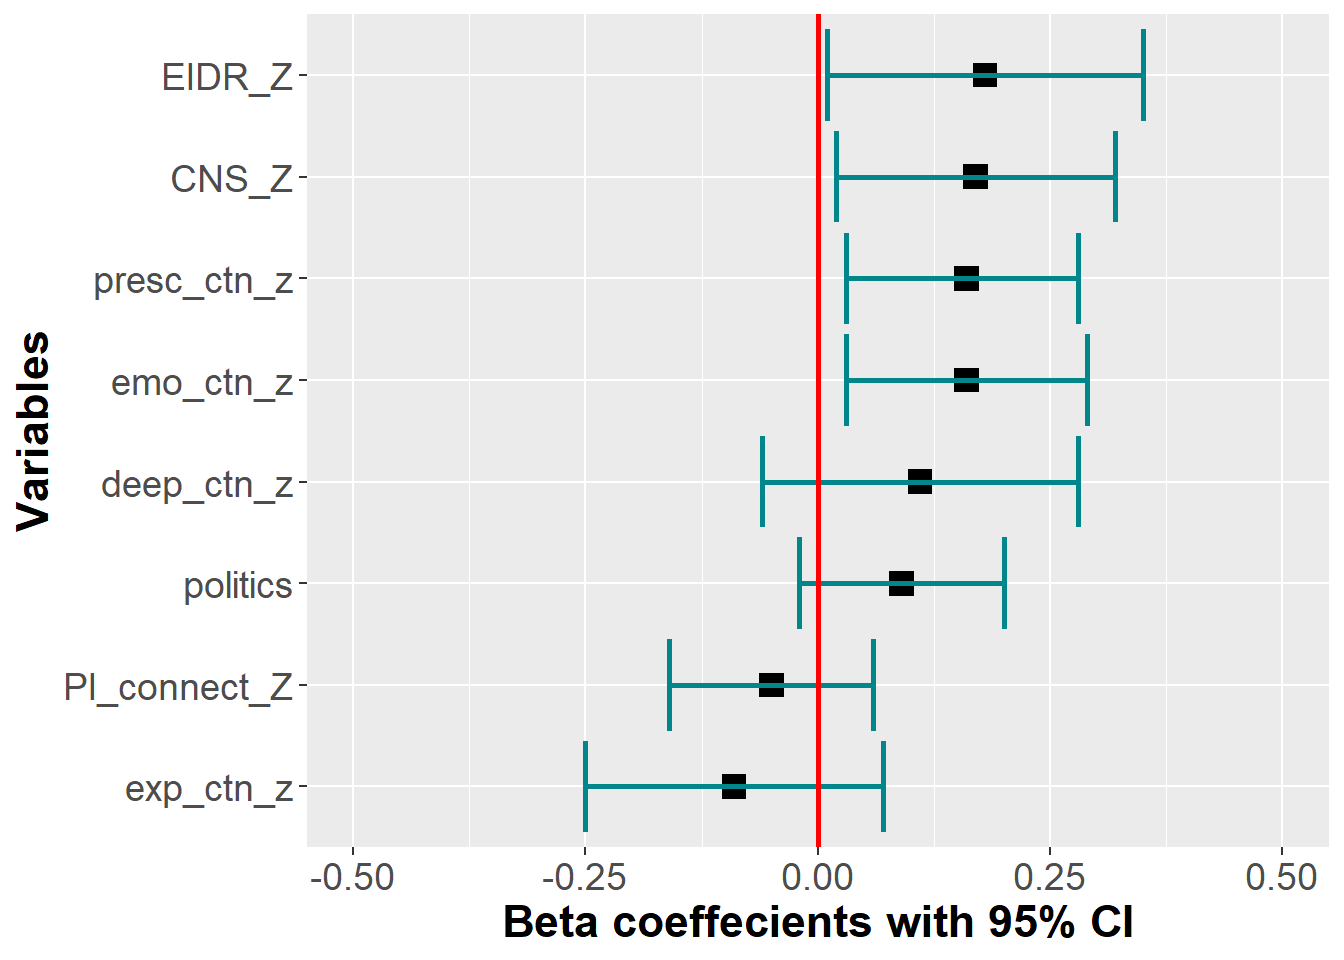 EIDR_Z
CNS_Z
presc_ctn_z
emo_ctn_z
deep_ctn_z
politics
Pl_connect_Z
exp_ctn_z
Variables
-0.50
-0.25
0.00
0.25
0.50
Beta coeffecients with 95% CI